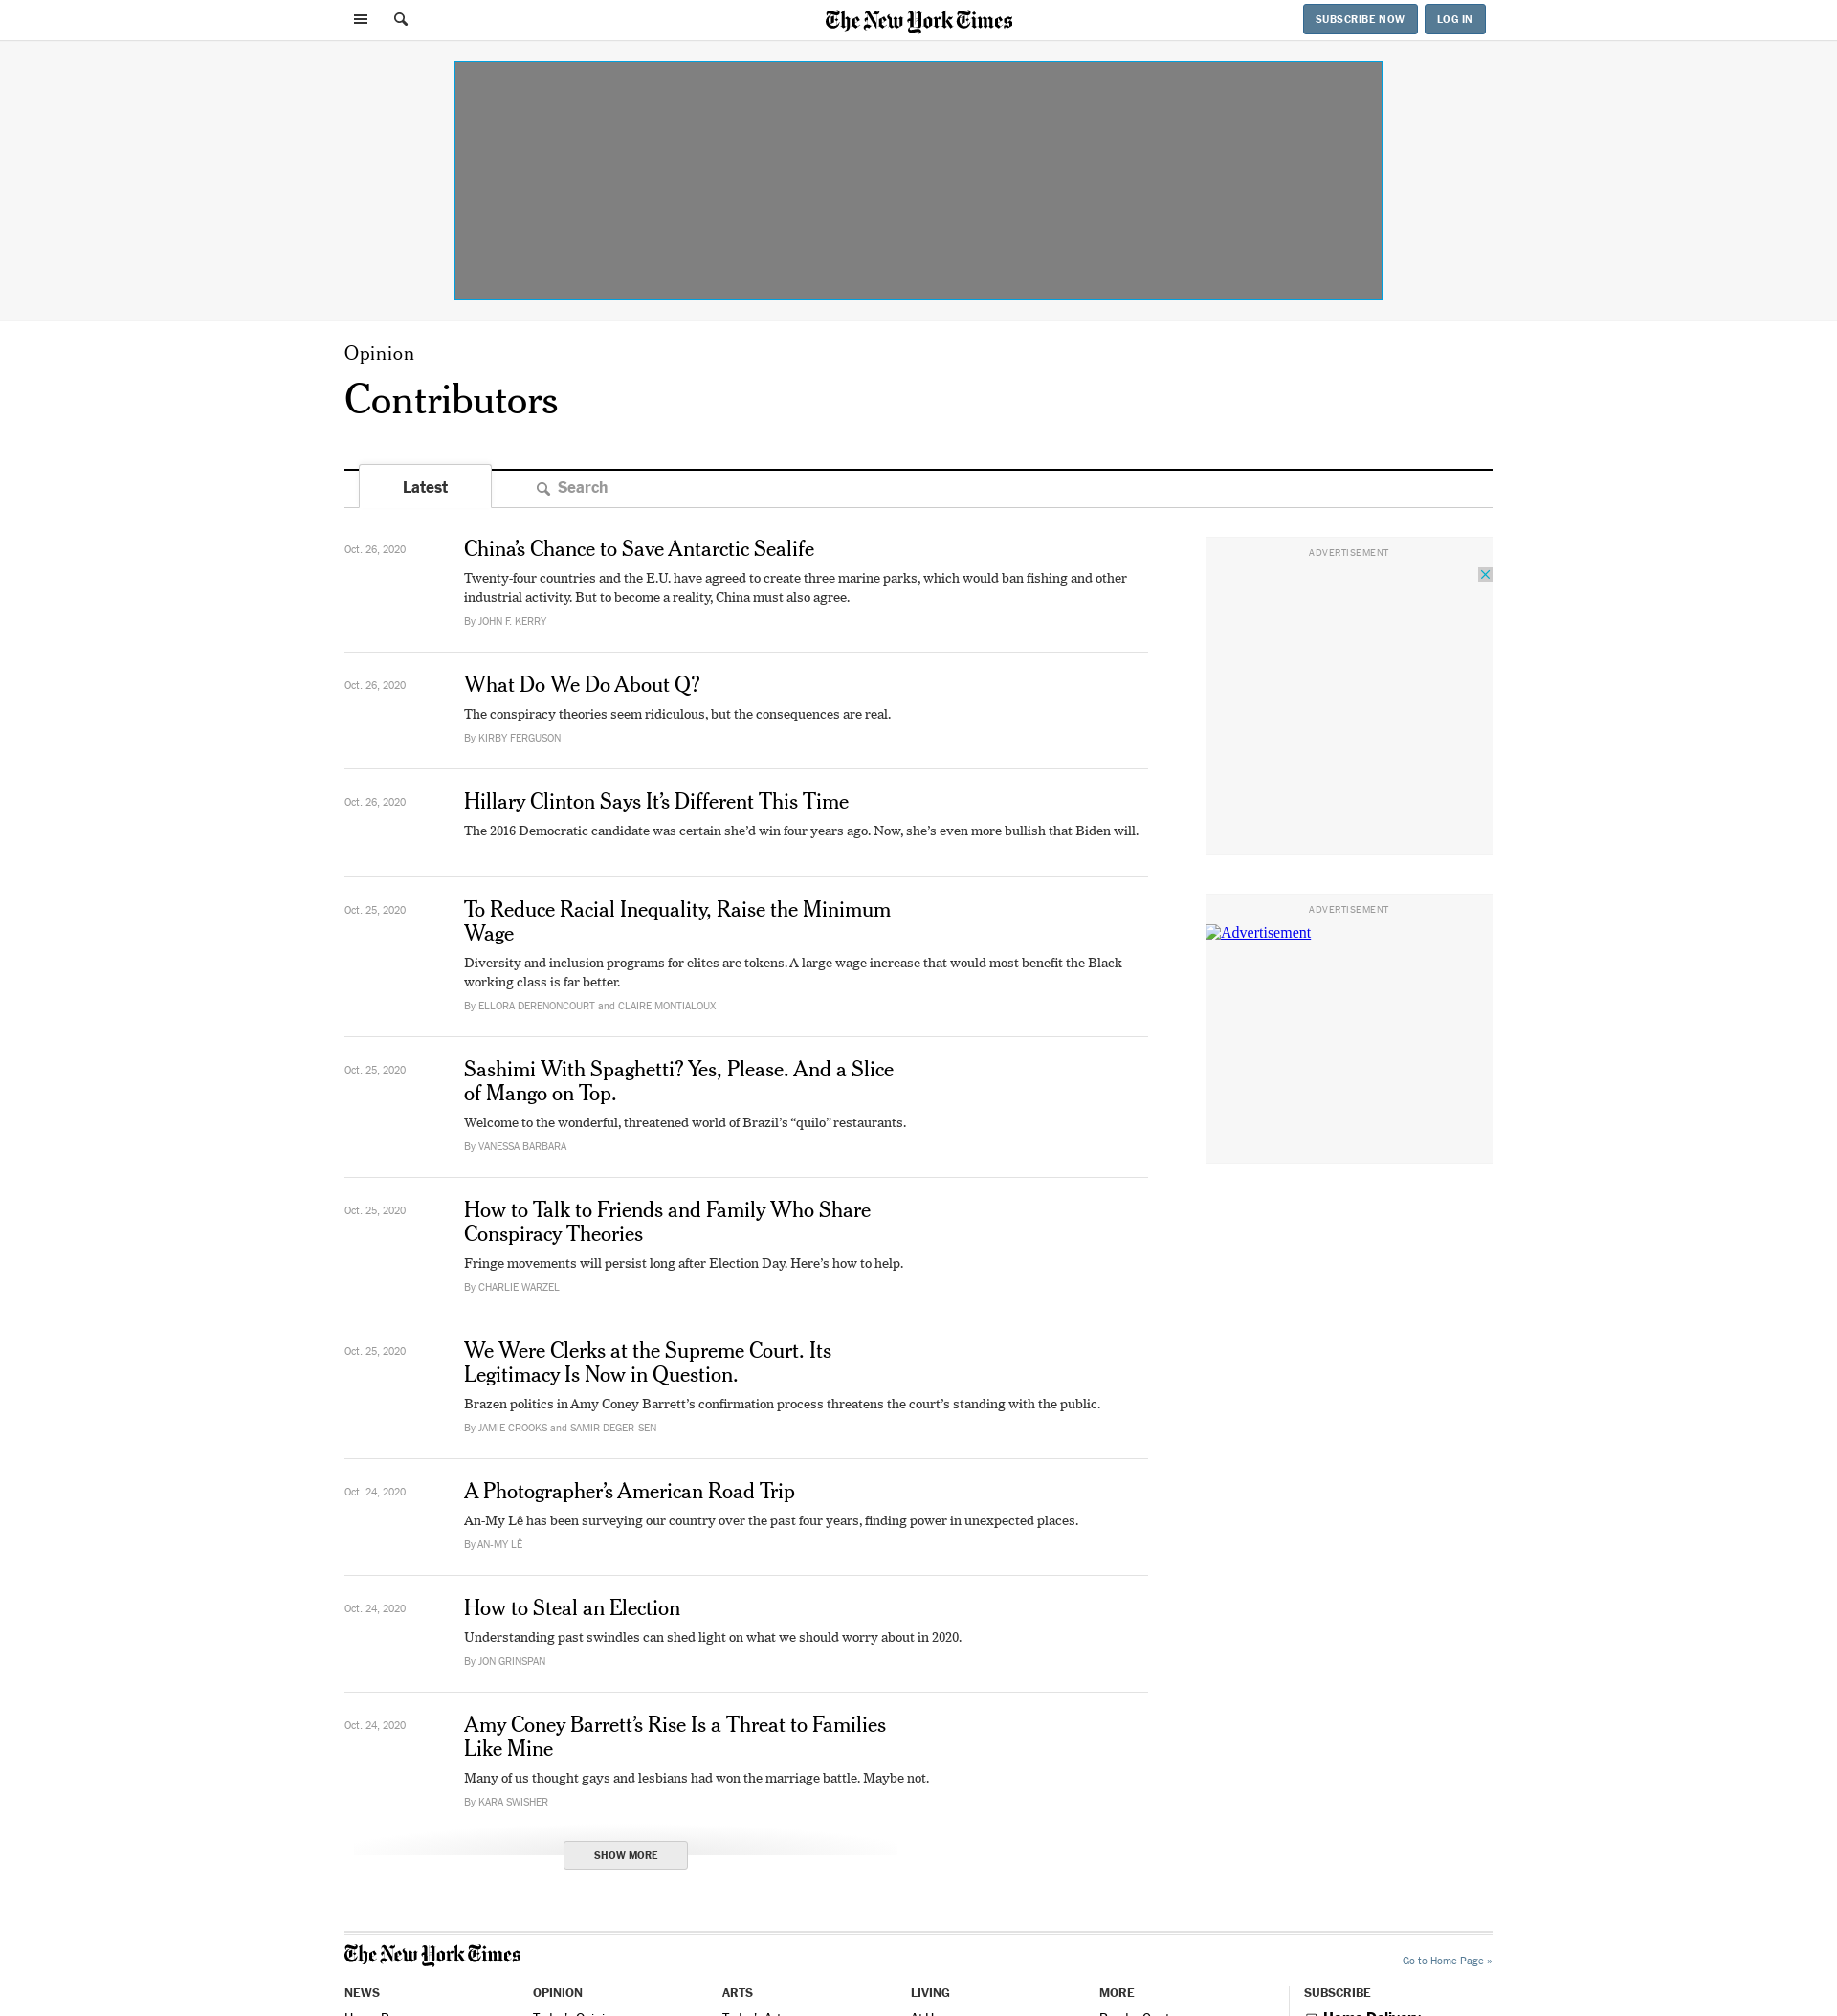 The New York Times
SUBSCRIBE NOW
LOG IN
Opinion
Contributors
Latest
Search
Oct. 26, 2020
China’s Chance to Save Antarctic Sealife
Twenty-four countries and the E.U. have agreed to create three marine parks, which would ban fishing and other
industrial activity. But to become a reality, China must also agree.
By JOHN F. KERRY
ADVERTISEMENT
Oct. 26, 2020
What Do We Do About Q?
The conspiracy theories seem ridiculous, but the consequences are real.
By KIRBY FERGUSON
Oct. 26, 2020
Hillary Clinton Says It’s Different This Time
The 2016 Democratic candidate was certain she’d win four years ago. Now, she’s even more bullish that Biden will.
Oct. 25, 2020
To Reduce Racial Inequality, Raise the Minimum
Wage
Diversity and inclusion programs for elites are tokens. A large wage increase that would most benefit the Black
working class is far better.
By ELLORA DERENONCOURT and CLAIRE MONTIALOUX
ADVERTISEMENT
Advertisement
Oct. 25, 2020
Sashimi With Spaghetti? Yes, Please. And a Slice
of Mango on Top.
Welcome to the wonderful, threatened world of Brazil’s “quilo” restaurants.
By VANESSA BARBARA
Oct. 25, 2020
How to Talk to Friends and Family Who Share
Conspiracy Theories
Fringe movements will persist long after Election Day. Here’s how to help.
By CHARLIE WARZEL
Oct. 25, 2020
We Were Clerks at the Supreme Court. Its
Legitimacy Is Now in Question.
Brazen politics in Amy Coney Barrett’s confirmation process threatens the court’s standing with the public.
By JAMIE CROOKS and SAMIR DEGER-SEN
Oct. 24, 2020
A Photographer’s American Road Trip
An-My Lê has been surveying our country over the past four years, finding power in unexpected places.
By AN-MY LÊ
Oct. 24, 2020
How to Steal an Election
Understanding past swindles can shed light on what we should worry about in 2020.
By JON GRINSPAN
Oct. 24, 2020
Amy Coney Barrett’s Rise Is a Threat to Families
Like Mine
Many of us thought gays and lesbians had won the marriage battle. Maybe not.
By KARA SWISHER
SHOW MORE
The New York Times
Go to Home Page »
NEWS
OPINION
ARTS
LIVING
MORE
SUBSCRIBE
Home Delivery